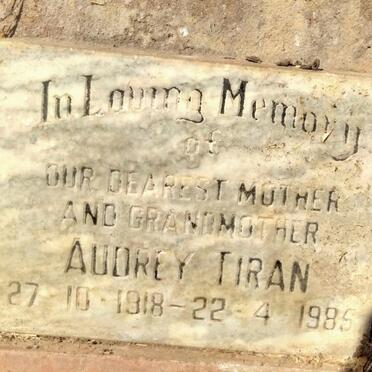 In Loving Memory
of
OUR DEAREST MOTHER
AND GRANDMOTHER
AUDREY TIRAN
27 10 · 1918 - 22 · 4 · 1985